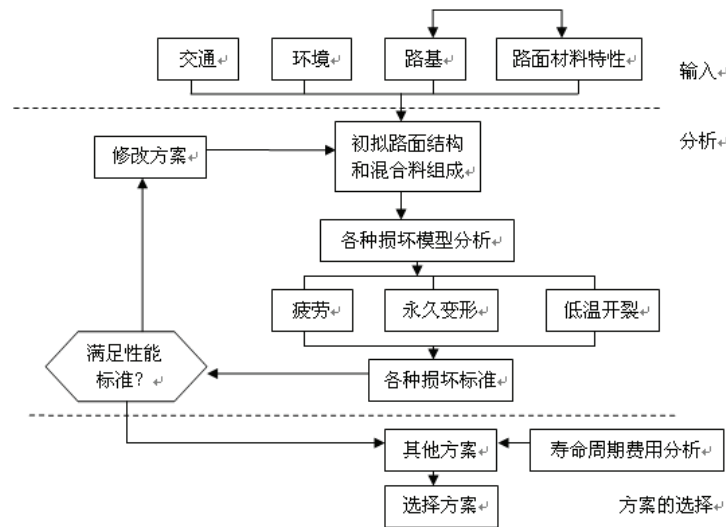 交通
环境
路基
路面材料特性
输入
分析
修改方案
初拟路面结构
和混合料组成
各种损坏模型分析
疲劳
永久变形
低温开裂
满足性能
标准?
各种损坏标准
其他方案
寿命周期费用分析
选择方案
方案的选择